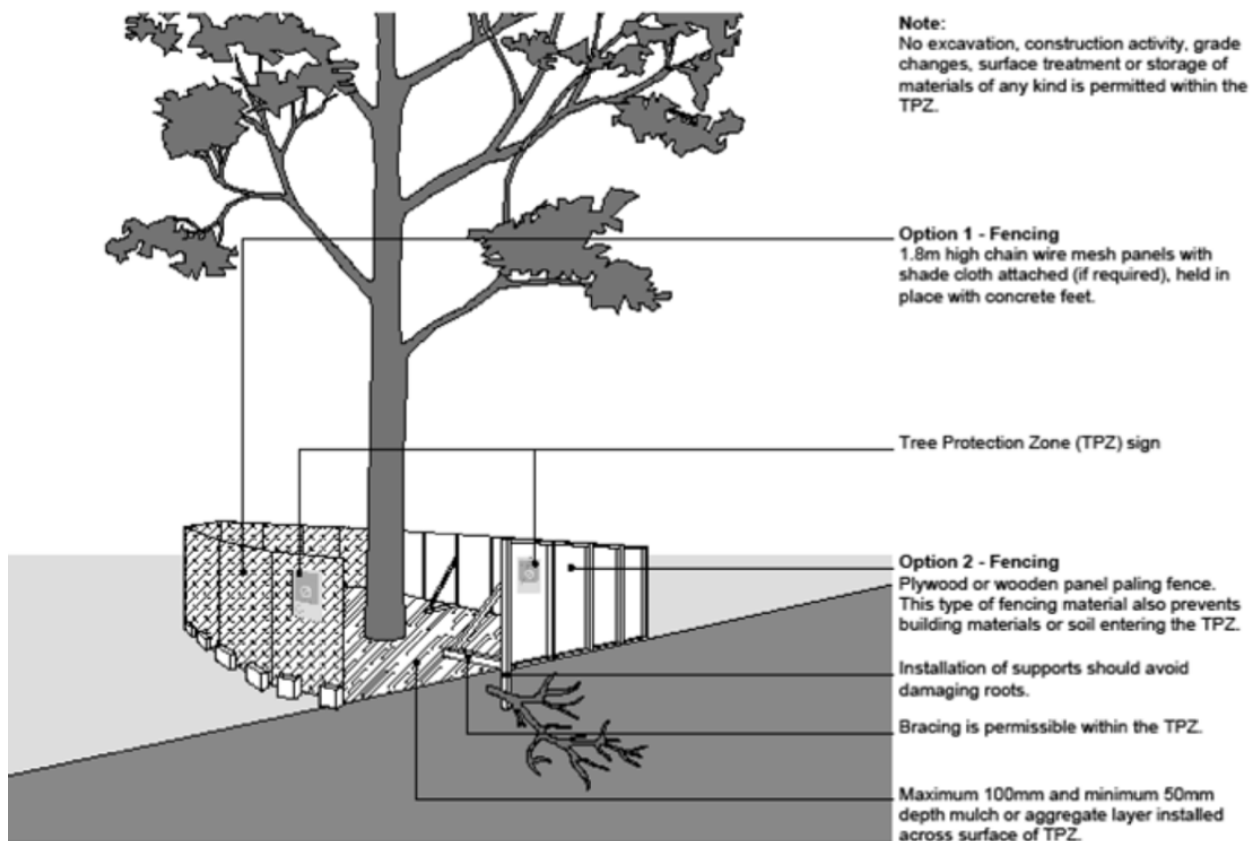 Note:
No excavation, construction activity, grade
changes, surface treatment or storage of
materials of any kind is permitted within the
TPZ.
Option 1 - Fencing
1.8m high chain wire mesh panels with
shade cloth attached (if required), held in
place with concrete feet.
Tree Protection Zone (TPZ) sign
Option 2 - Fencing
Plywood or wooden panel paling fence.
This type of fencing material also prevents
building materials or soil entering the TPZ.
Installation of supports should avoid
damaging roots.
Bracing is permissible within the TPZ.
Maximum 100mm and minimum 50mm
depth mulch or aggregate layer installed
across surface of TPZ.